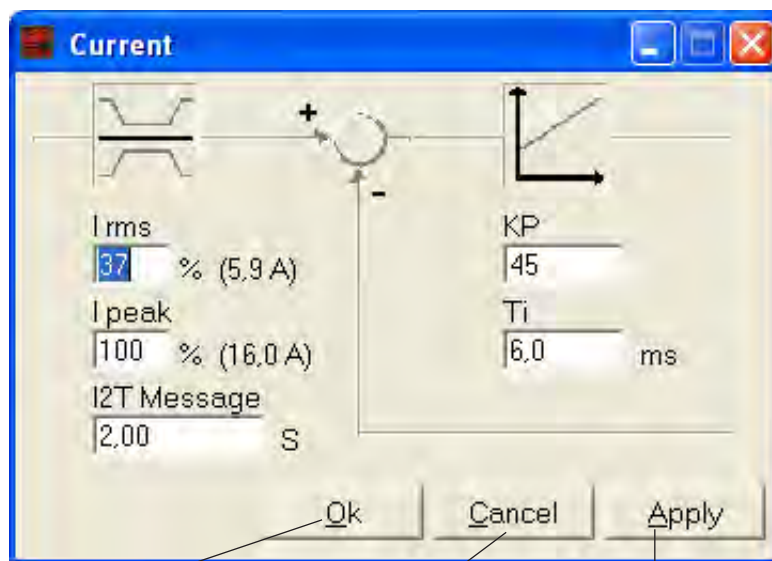 Current
+
-
I rms
37 % (5,9 A)
I peak
100 % (16,0 A)
I2T Message
2,00 S
KP
45
Ti
6,0 ms
Ok Cancel Apply